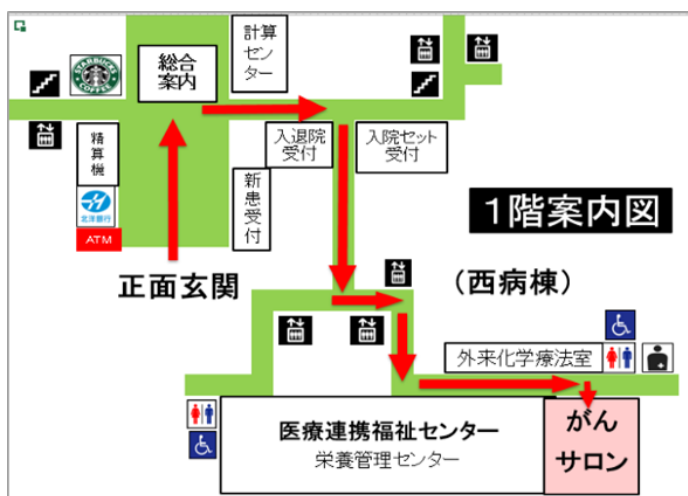 計算
センター
総合
案内
STARBUCKS
COFFEE
入退院
受付
入院セット
受付
精算機
新患受付
北洋銀行
ATM
1階案内図
正面玄関
(西病棟)
外来化学療法室
医療連携福祉センター
栄養管理センター
がん
サロン